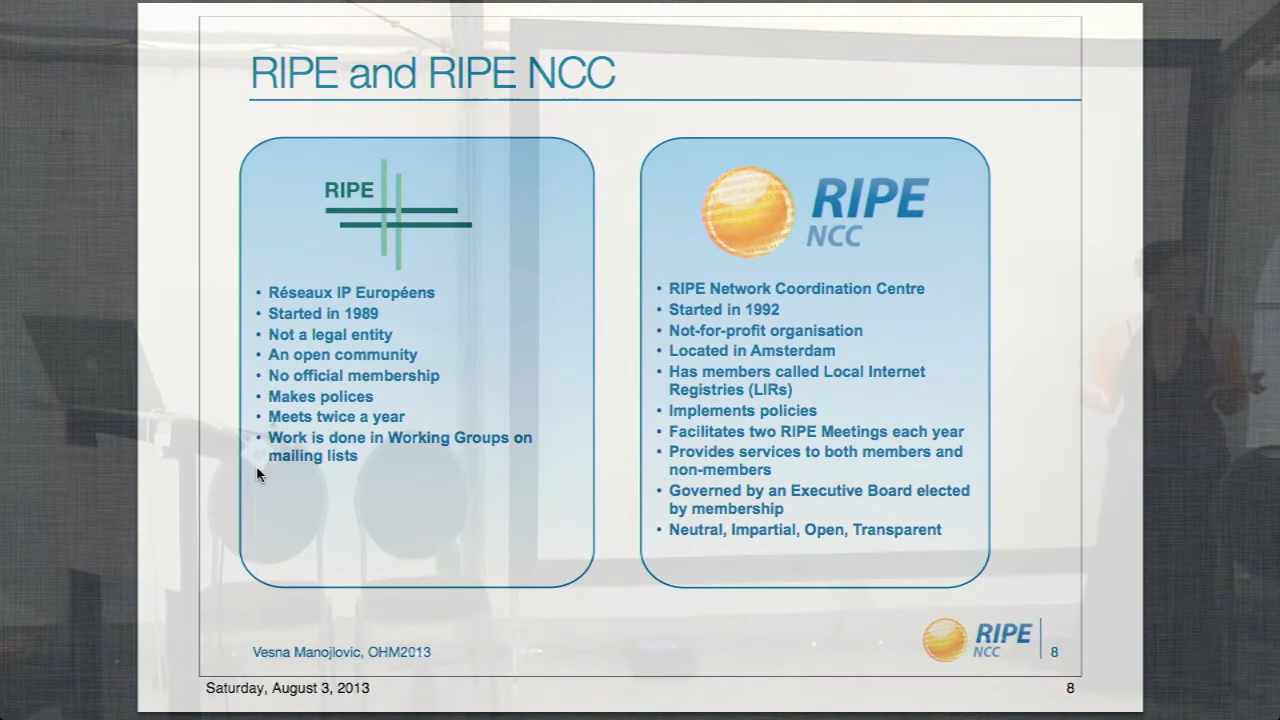 RIPE and RIPE NCC
RIPE
• Réseaux IP Européens
• Started in 1989
• Not a legal entity
• An open community
• No official membership
• Makes polices
• Meets twice a year
• Work is done in Working Groups on
mailing lists
RIPE
NCC
• RIPE Network Coordination Centre
• Started in 1992
• Not-for-profit organisation
• Located in Amsterdam
• Has members called Local Internet
Registries (LIRs)
• Implements policies
• Facilitates two RIPE Meetings each year
• Provides services to both members and
non-members
• Governed by an Executive Board elected
by membership
• Neutral, Impartial, Open, Transparent
Vesna Manojlovic, OHM2013
RIPE
NCC
8
Saturday, August 3, 2013
8